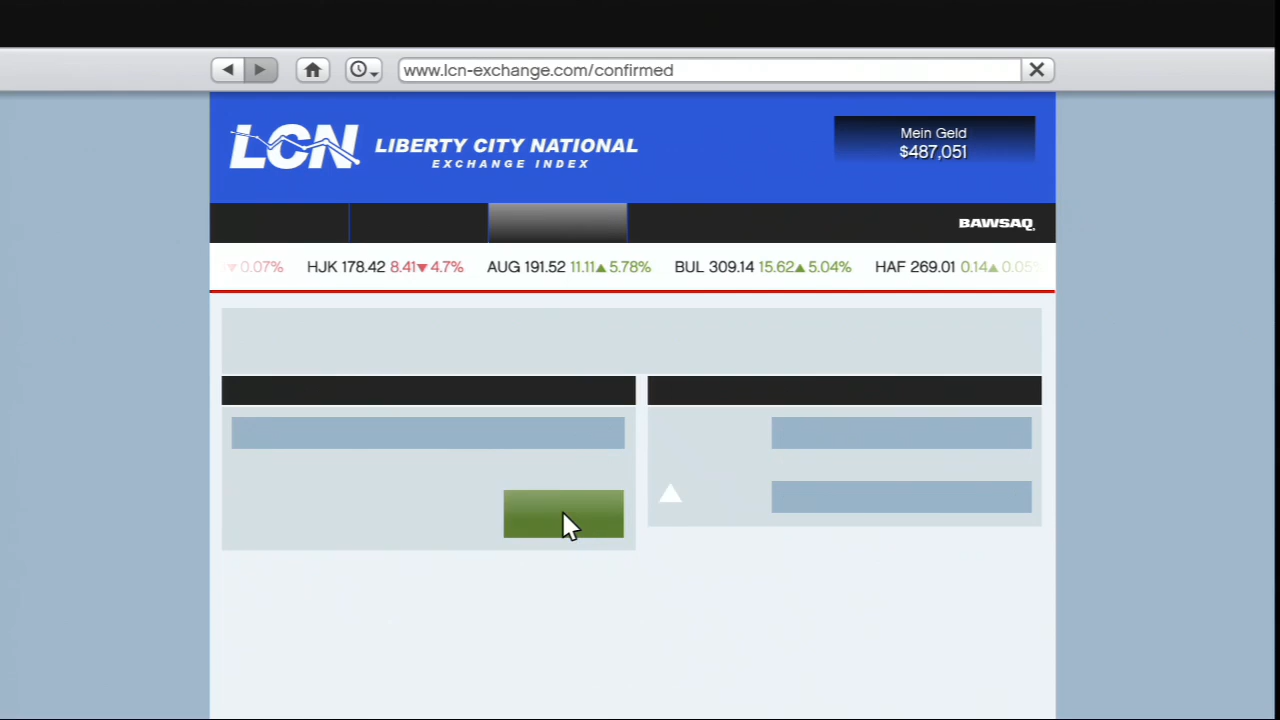 www.lcn-exchange.com/confirmed
LCN LIBERTY CITY NATIONAL
EXCHANGE INDEX
Mein Geld
$487,051
BAWSAQ
0.07% HJK 178.42 8.41▼4.7% AUG 191.52 11.11▲5.78% BUL 309.14 15.62▲5.04% HAF 269.01 0.14▲0.05%